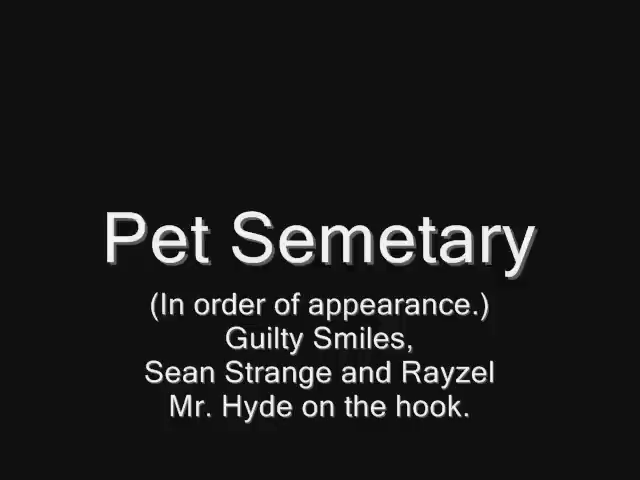 Pet Semetary
(In order of appearance.)
Guilty Smiles,
Sean Strange and Rayzel
Mr. Hyde on the hook.